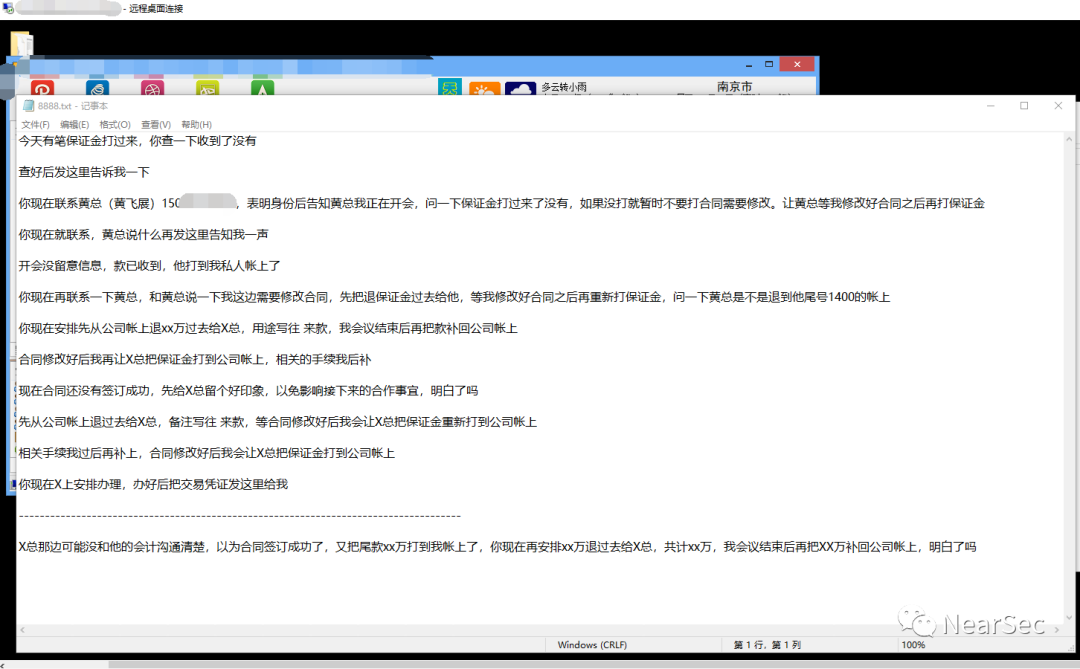 - 远程桌面连接
多云转小雨
南京市
8888.txt - 记事本
文件(F) 编辑(E) 格式(O) 查看(V) 帮助(H)
今天有笔保证金打过来，你查一下收到了没有
查好后发这里告诉我一下
你现在联系黄总（黄飞展）150 ，表明身份后告知黄总我正在开会，问一下保证金打过来了没有，如果没打就暂时不要打合同需要修改。让黄总等我修改好合同之后再打保证金
你现在就联系，黄总说什么再发这里告知我一声
开会没留意信息，款已收到，他打到我私人帐上了
你现在再联系一下黄总，和黄总说一下我这边需要修改合同，先把退保证金过去给他，等我修改好合同之后再重新打保证金，问一下黄总是不是退到他尾号1400的帐上
你现在安排先从公司帐上退xx万过去给X总，用途写往 来款，我会议结束后再把款补回公司帐上
合同修改好后我再让X总把保证金打到公司帐上，相关的手续我后补
现在合同还没有签订成功，先给X总留个好印象，以免影响接下来的合作事宜，明白了吗
先从公司帐上退过去给X总，备注写往 来款，等合同修改好后我会让X总把保证金重新打到公司帐上
相关手续我过后再补上，合同修改好后我会让X总把保证金打到公司帐上
你现在X上安排办理，办好后把交易凭证发这里给我
-------------------------------------------------------------------------------------
X总那边可能没和他的会计沟通清楚，以为合同签订成功了，又把尾款xx万打到我帐上了，你现在再安排xx万退过去给X总，共计xx万，我会议结束后再把XX万补回公司帐上，明白了吗
NearSec
Windows (CRLF) 第 1 行，第 1 列 100%